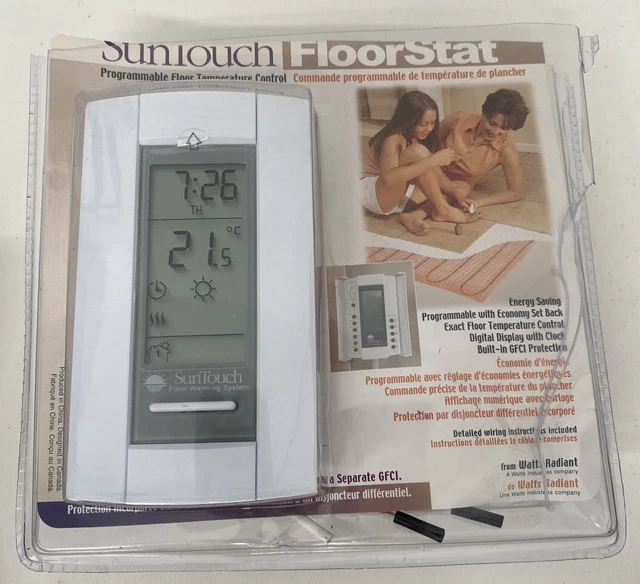 SunTouch FloorStat
Programmable Floor Temperature Control Commande programmable de température de plancher
7:26
TH
21.5 °C
SunTouch
Floor Warming System
Energy Saving
Programmable with Economy Set Back
Exact Floor Temperature Control
Digital Display with Clock
Built-in GFCI Protection
Économie d'énergie
Programmable avec réglage d'économies énergétiques
Commande précise de la température du plancher
Affichage numérique avec horloge
Protection par disjoncteur différentiel incorporé
Detailed wiring instructions included
Instructions détaillées le câblage comprises
from Watts Radiant
A Watts Industries company
de Watts Radiant
Une Watts Industries company
Produced in China. Designed in Canada.
Fabriqué en Chine. Conçu au Canada.
a Separate GFCI.
disjoncteur différentiel.
Protection incorporée